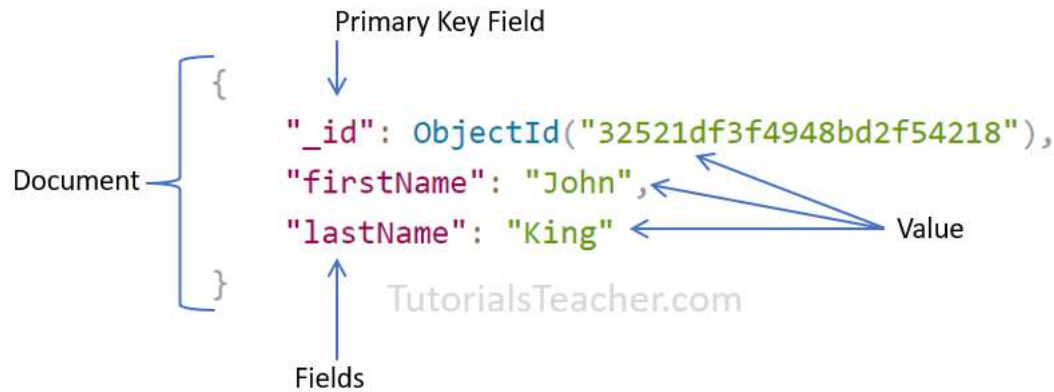 Primary Key Field
{
"_id": ObjectId("32521df3f4948bd2f54218"),
Document
"firstName": "John",
"lastName": "King"
Value
}
TutorialsTeacher.com
Fields